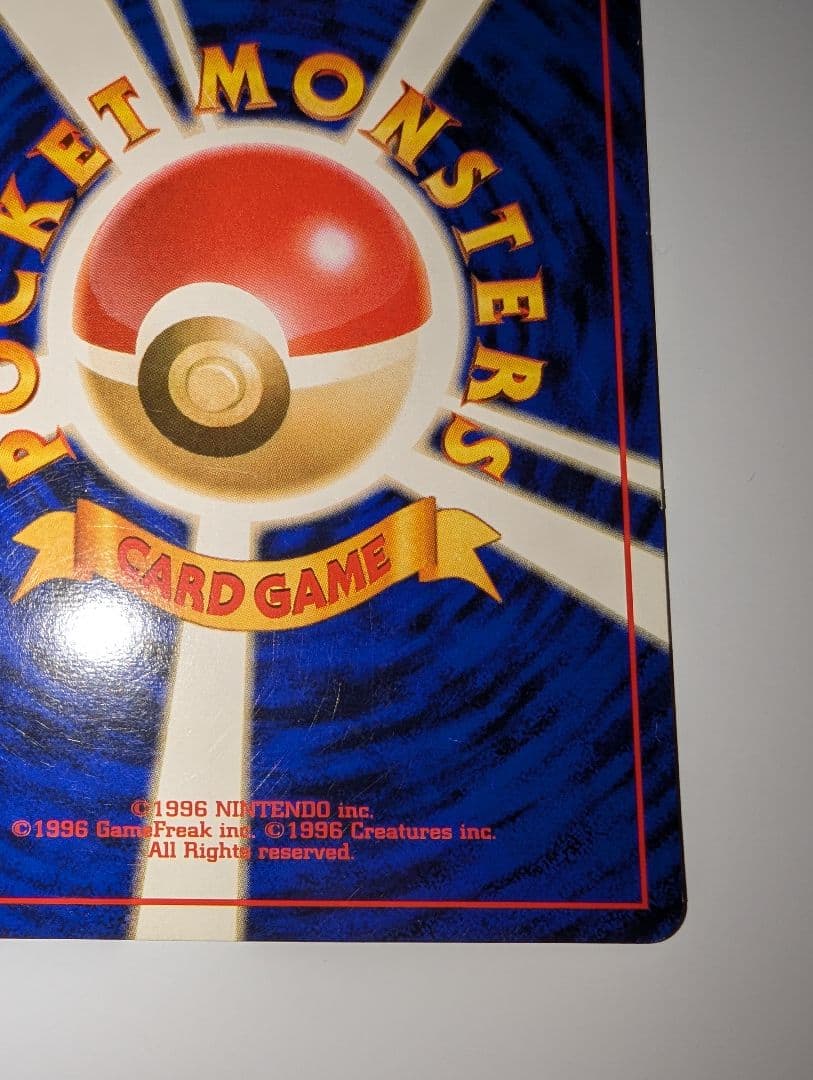 POCKET MONSTERS
CARD GAME
©1996 NINTENDO inc.
©1996 GameFreak inc. ©1996 Creatures inc.
All Rights reserved.